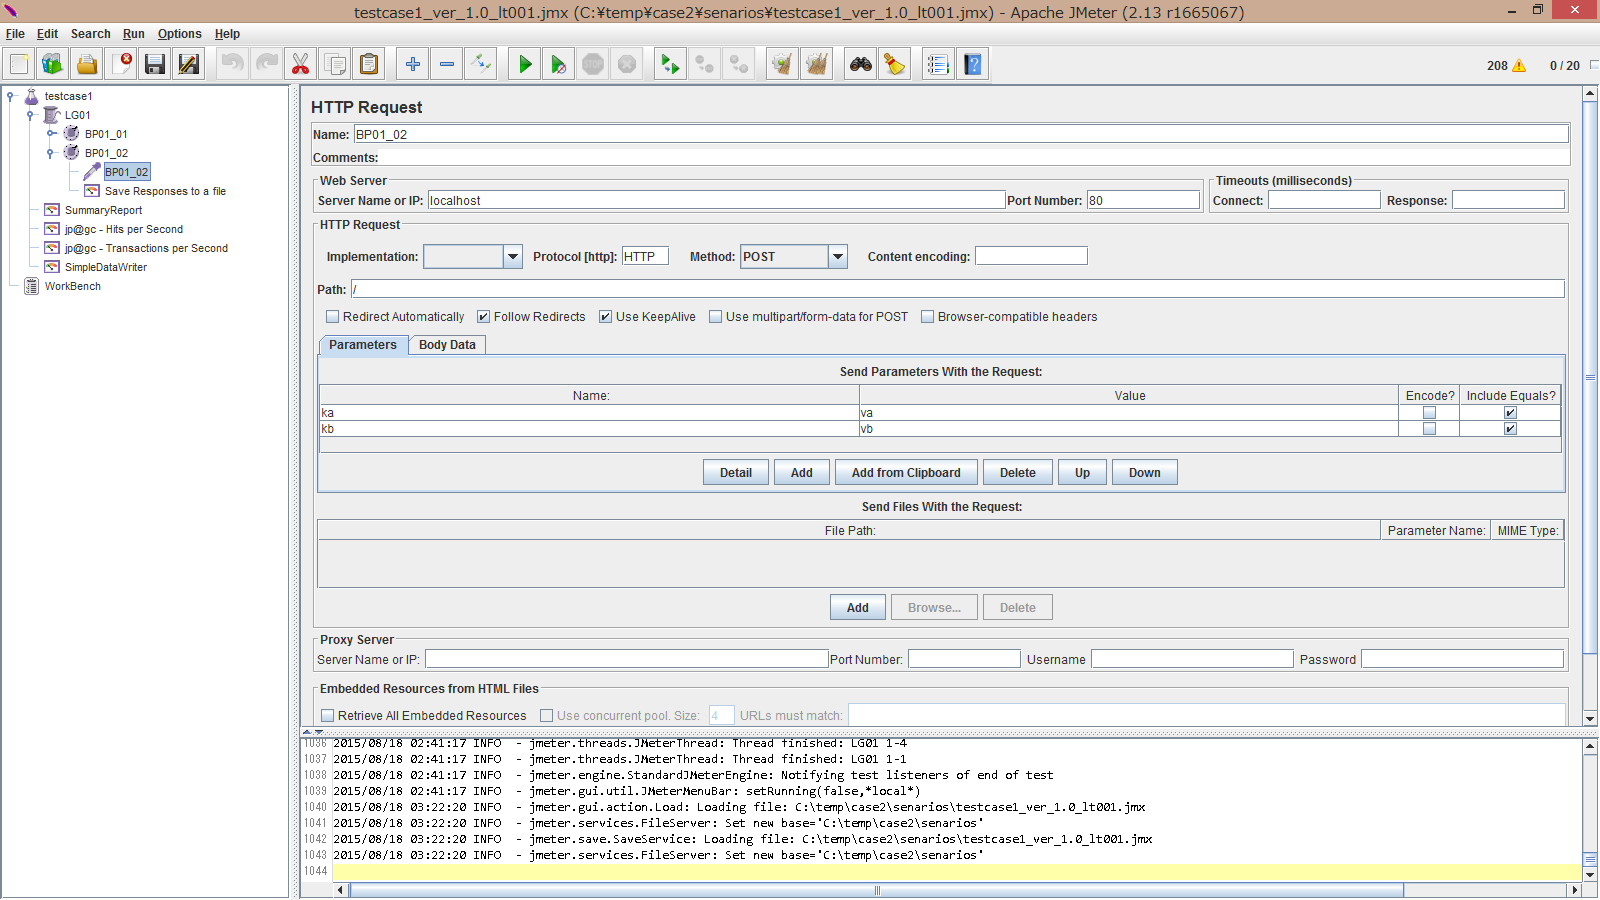 testcase1_ver_1.0_lt001.jmx (C:¥temp¥case2¥senarios¥testcase1_ver_1.0_lt001.jmx) - Apache JMeter (2.13 r1665067)
File Edit Search Run Options Help
208 0 / 20
testcase1
LG01
BP01_01
BP01_02
BP01_02
Save Responses to a file
SummaryReport
jp@gc - Hits per Second
jp@gc - Transactions per Second
SimpleDataWriter
WorkBench
HTTP Request
Name: BP01_02
Comments:
Web Server
Server Name or IP: localhost Port Number: 80
Timeouts (milliseconds)
Connect: Response:
HTTP Request
Implementation: Protocol [http]: HTTP Method: POST Content encoding:
Path: /
Redirect Automatically Follow Redirects Use KeepAlive Use multipart/form-data for POST Browser-compatible headers
Parameters Body Data
Send Parameters With the Request:
Name: Value Encode? Include Equals?
ka va
kb vb
Detail Add Add from Clipboard Delete Up Down
Send Files With the Request:
File Path: Parameter Name: MIME Type:
Add Browse... Delete
Proxy Server
Server Name or IP: Port Number: Username Password
Embedded Resources from HTML Files
Retrieve All Embedded Resources Use concurrent pool. Size: 4 URLs must match:
1036 2015/08/18 02:41:17 INFO - jmeter.threads.JMeterThread: Thread finished: LG01 1-4
1037 2015/08/18 02:41:17 INFO - jmeter.threads.JMeterThread: Thread finished: LG01 1-1
1038 2015/08/18 02:41:17 INFO - jmeter.engine.StandardJMeterEngine: Notifying test listeners of end of test
1039 2015/08/18 02:41:17 INFO - jmeter.gui.util.JMeterMenuBar: setRunning(false,*local*)
1040 2015/08/18 03:22:20 INFO - jmeter.gui.action.Load: Loading file: C:\temp\case2\senarios\testcase1_ver_1.0_lt001.jmx
1041 2015/08/18 03:22:20 INFO - jmeter.services.FileServer: Set new base='C:\temp\case2\senarios'
1042 2015/08/18 03:22:20 INFO - jmeter.save.SaveService: Loading file: C:\temp\case2\senarios\testcase1_ver_1.0_lt001.jmx
1043 2015/08/18 03:22:20 INFO - jmeter.services.FileServer: Set new base='C:\temp\case2\senarios'
1044